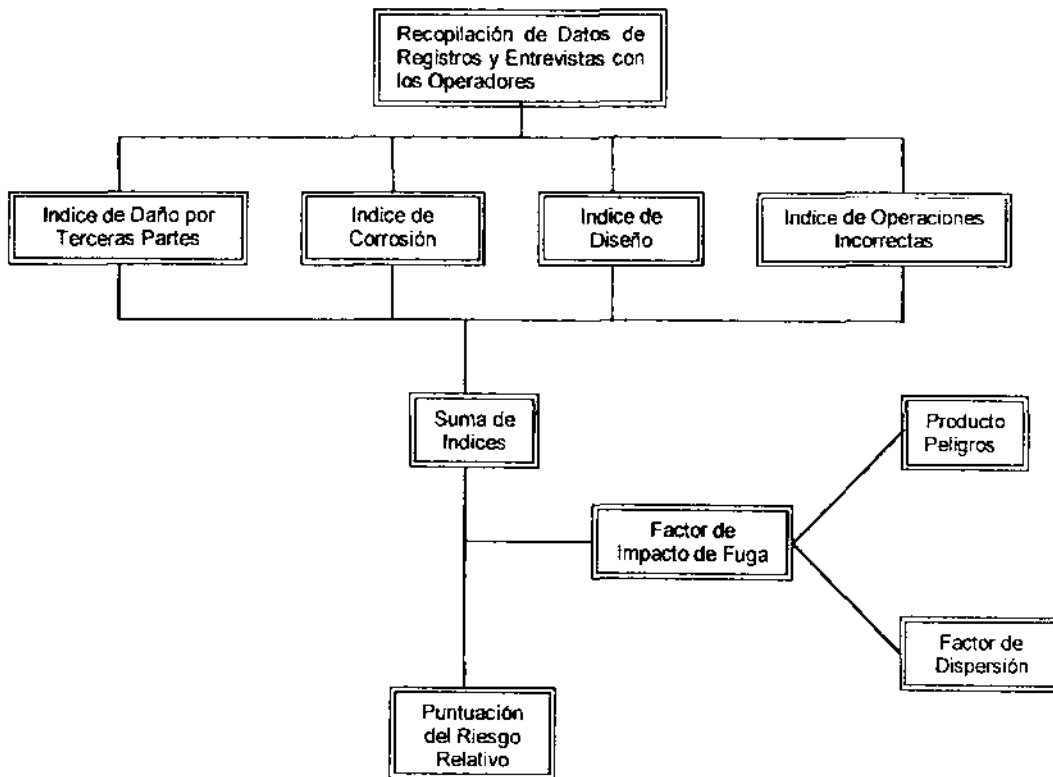 Recopilación de Datos de
Registros y Entrevistas con
los Operadores
Indice de Daño por
Terceras Partes
Indice de
Corrosión
Indice de
Diseño
Indice de Operaciones
Incorrectas
Suma de
Indices
Producto
Peligros
Factor de
Impacto de Fuga
Factor de
Dispersión
Puntuación
del Riesgo
Relativo